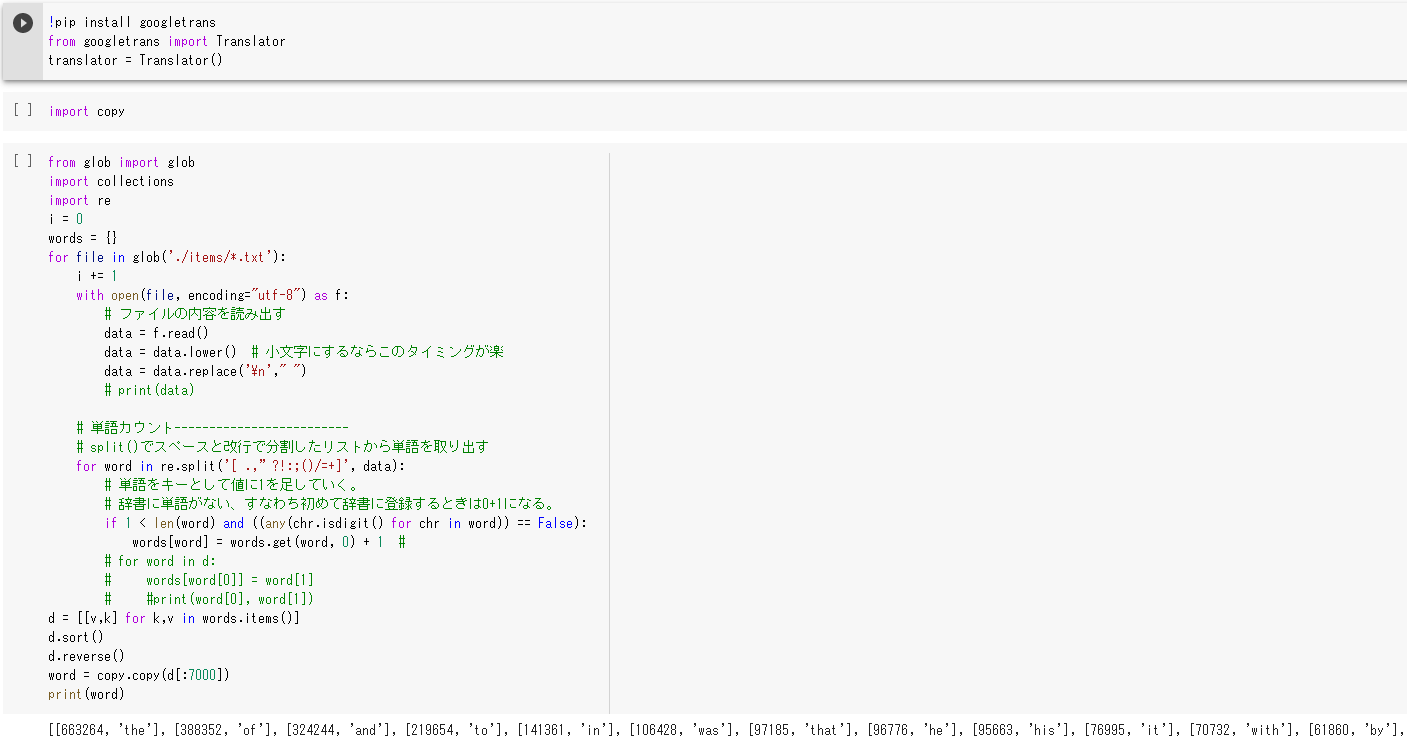 !pip install googletrans
from googletrans import Translator
translator = Translator()
[ ] import copy
[ ] from glob import glob
import collections
import re
i = 0
words = {}
for file in glob('./items/*.txt'):
    i += 1
    with open(file, encoding="utf-8") as f:
        # ファイルの内容を読み出す
        data = f.read()
        data = data.lower()  # 小文字にするならこのタイミングが楽
        data = data.replace('¥n'," ")
        # print(data)
    # 単語カウント-------------------------
    # split()でスペースと改行で分割したリストから単語を取り出す
    for word in re.split('[ .,”?!:;()/=+]', data):
        # 単語をキーとして値に1を足していく。
        # 辞書に単語がない、すなわち初めて辞書に登録するときは0+1になる。
        if 1 < len(word) and ((any(chr.isdigit() for chr in word)) == False):
            words[word] = words.get(word, 0) + 1  #
        # for word in d:
        #     words[word[0]] = word[1]
        #     #print(word[0], word[1])
d = [[v,k] for k,v in words.items()]
d.sort()
d.reverse()
word = copy.copy(d[:7000])
print(word)
[[663264, 'the'], [388352, 'of'], [324244, 'and'], [219654, 'to'], [141361, 'in'], [106428, 'was'], [97185, 'that'], [96776, 'he'], [95663, 'his'], [76995, 'it'], [70732, 'with'], [61860, 'by'],